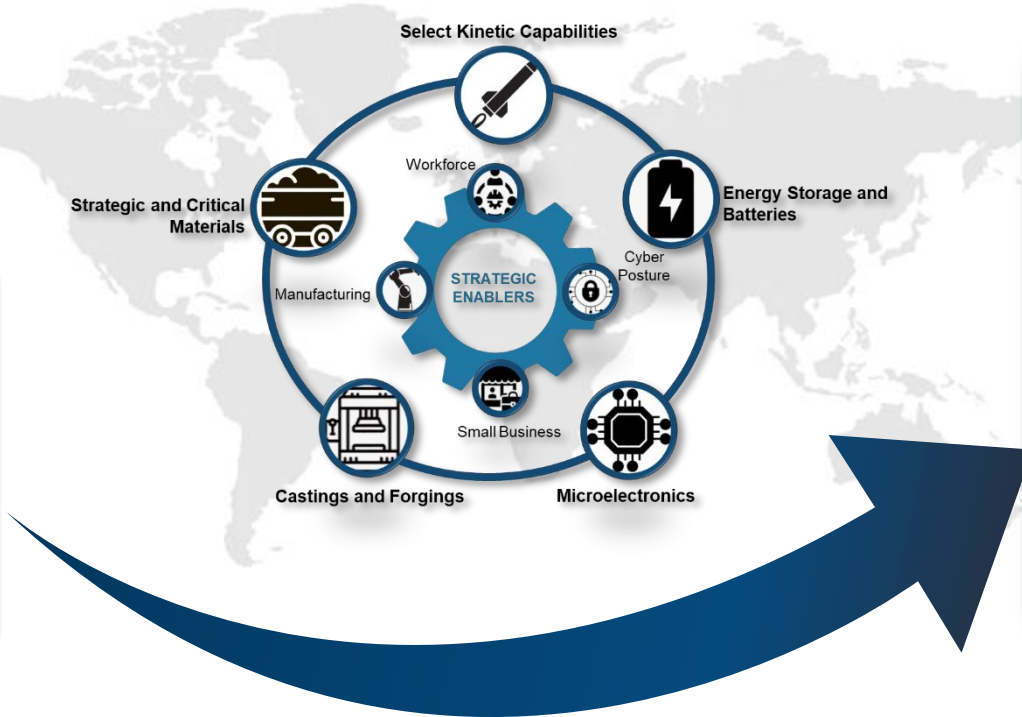 Select Kinetic Capabilities
Workforce
Strategic and Critical
Materials
Energy Storage and
Batteries
Cyber
Posture
STRATEGIC
ENABLERS
Manufacturing
Small Business
Castings and Forgings
Microelectronics